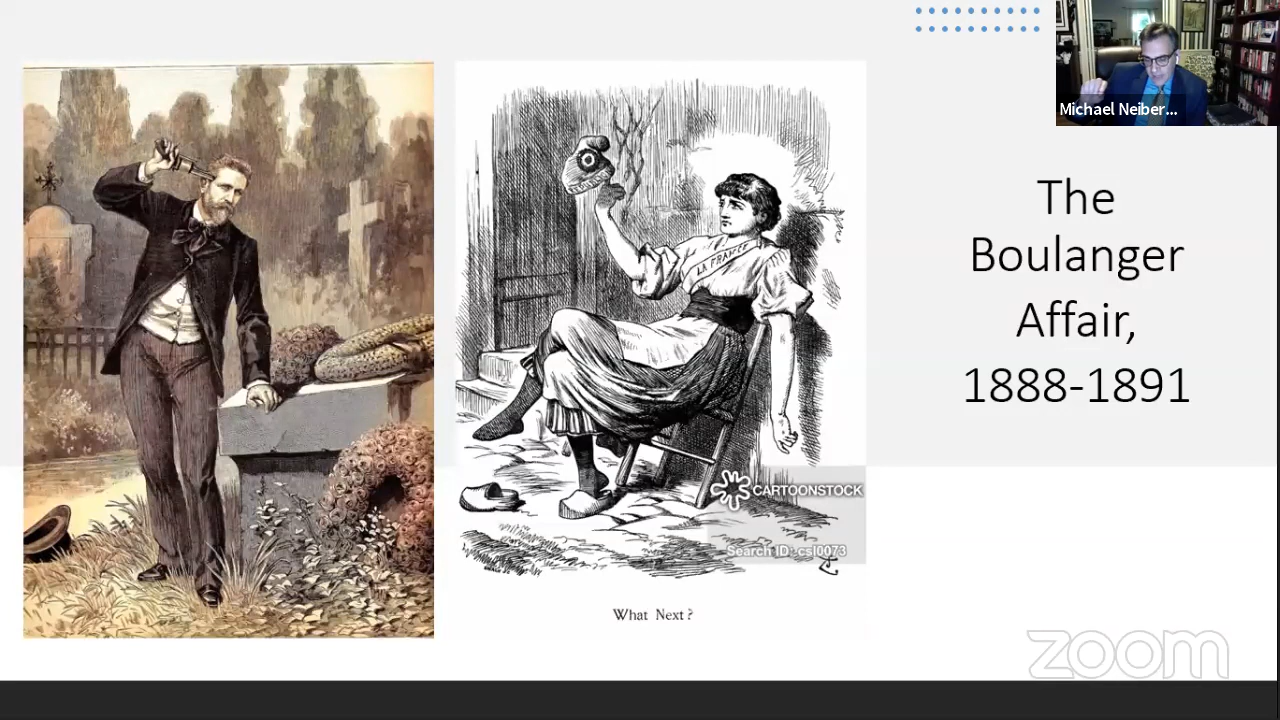 Michael Neiber...
The
Boulanger
Affair,
1888-1891
LA FRANCE
CARTOONSTOCK
Search ID: csl0073
What Next?
zoom